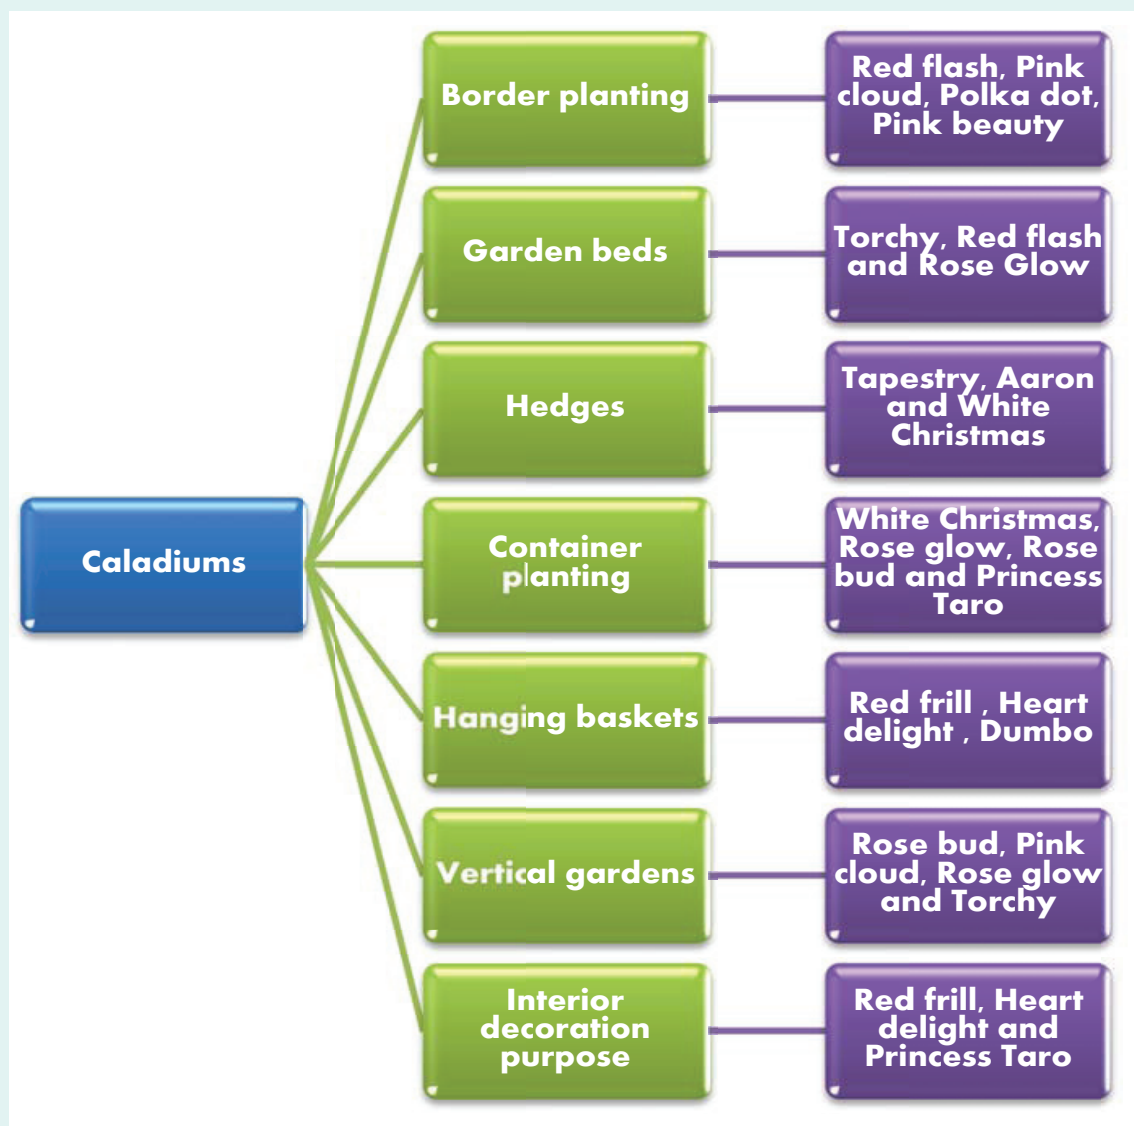 Caladiums
Border planting
Red flash, Pink
cloud, Polka dot,
Pink beauty
Garden beds
Torchy, Red flash
and Rose Glow
Hedges
Tapestry, Aaron
and White
Christmas
Container
planting
White Christmas,
Rose glow, Rose
bud and Princess
Taro
Hanging baskets
Red frill , Heart
delight , Dumbo
Vertical gardens
Rose bud, Pink
cloud, Rose glow
and Torchy
Interior
decoration
purpose
Red frill, Heart
delight and
Princess Taro